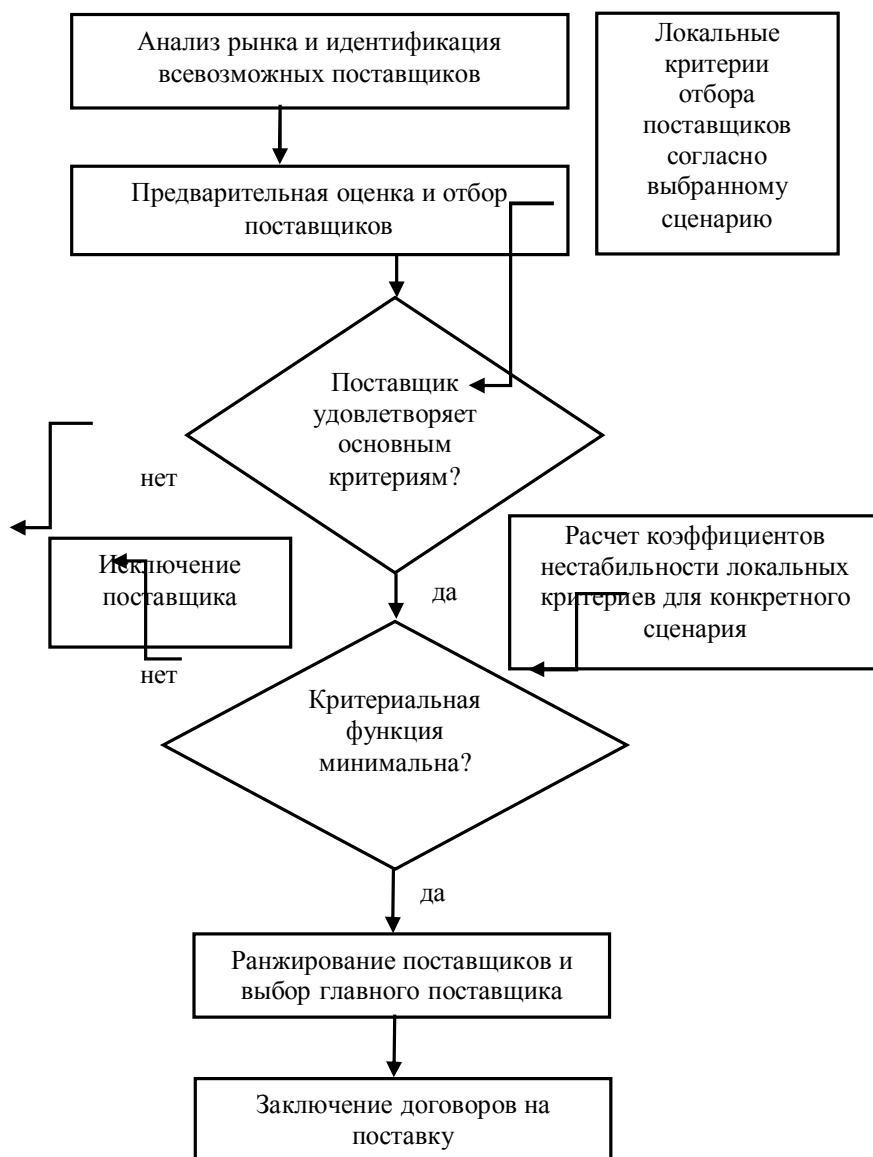 Анализ рынка и идентификация
всевозможных поставщиков
Локальные
критерии
отбора
поставщиков
согласно
выбранному
сценарию
Предварительная оценка и отбор
поставщиков
Поставщик
удовлетворяет
основным
критериям?
нет
Исключение
поставщика
да
Расчет коэффициентов
нестабильности локальных
критериев для конкретного
сценария
нет
Критериальная
функция
минимальна?
да
Ранжирование поставщиков и
выбор главного поставщика
Заключение договоров на
поставку